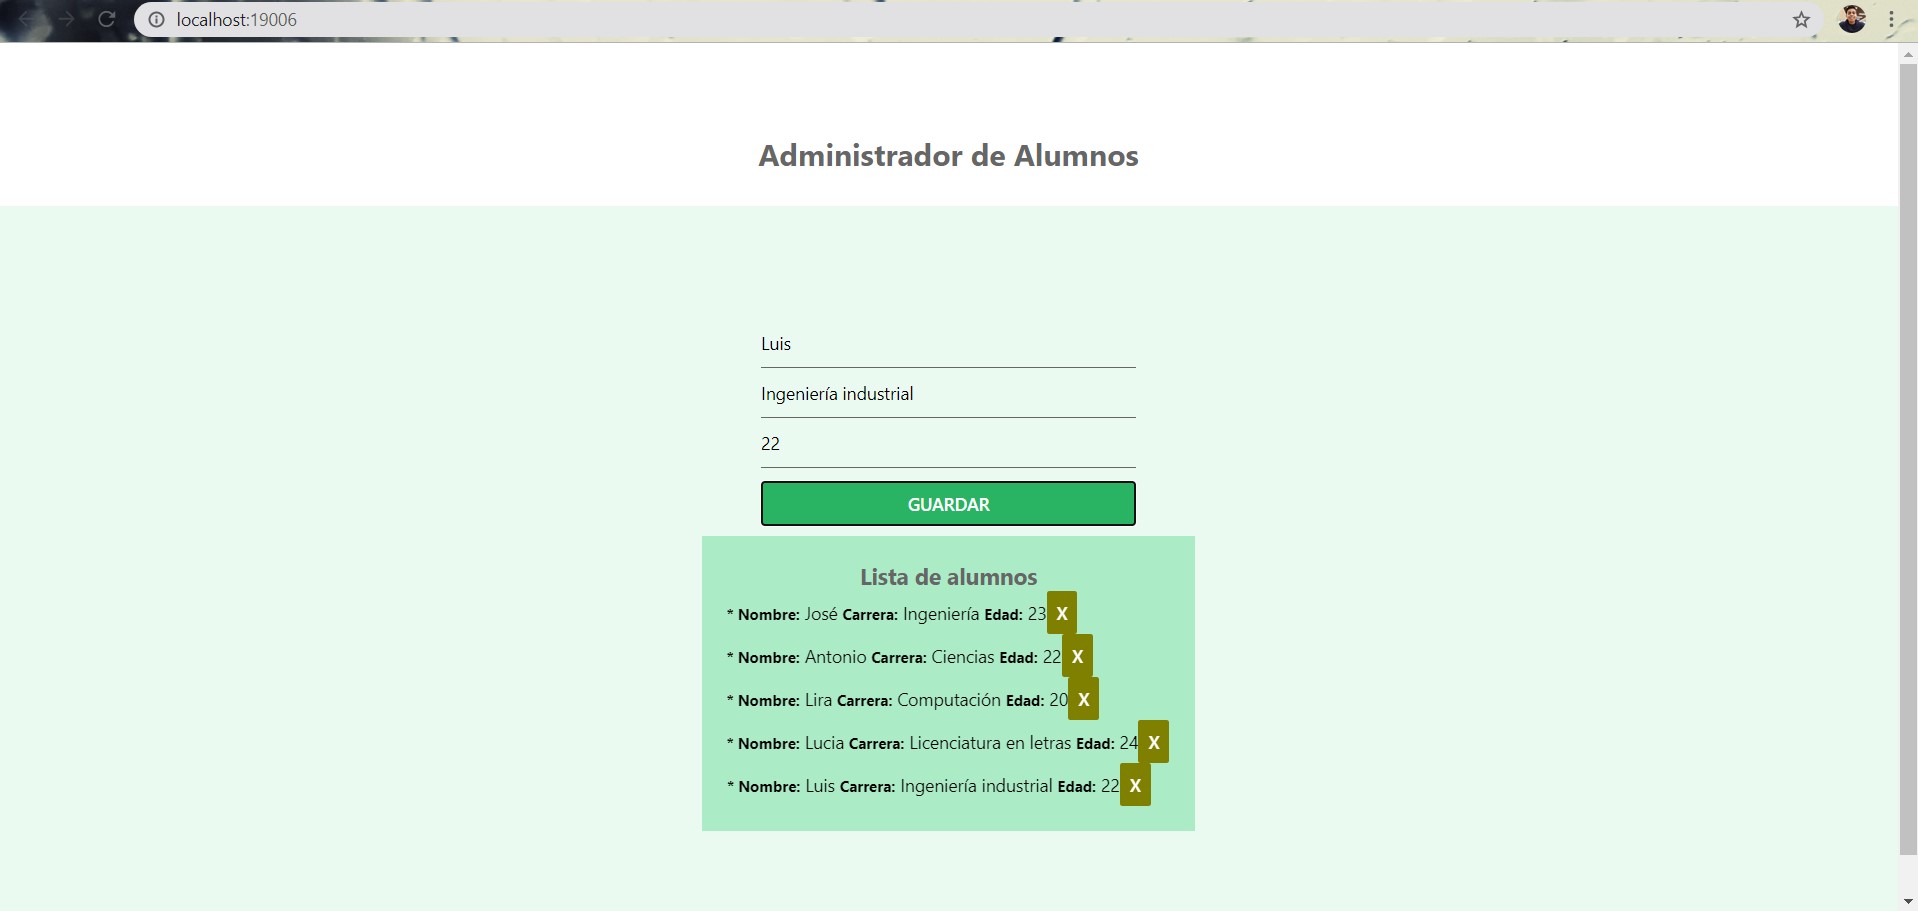 localhost:19006
Administrador de Alumnos
Luis
Ingeniería industrial
22
GUARDAR
Lista de alumnos
* Nombre: José Carrera: Ingeniería Edad: 23 X
* Nombre: Antonio Carrera: Ciencias Edad: 22 X
* Nombre: Lira Carrera: Computación Edad: 20 X
* Nombre: Lucia Carrera: Licenciatura en letras Edad: 24 X
* Nombre: Luis Carrera: Ingeniería industrial Edad: 22 X